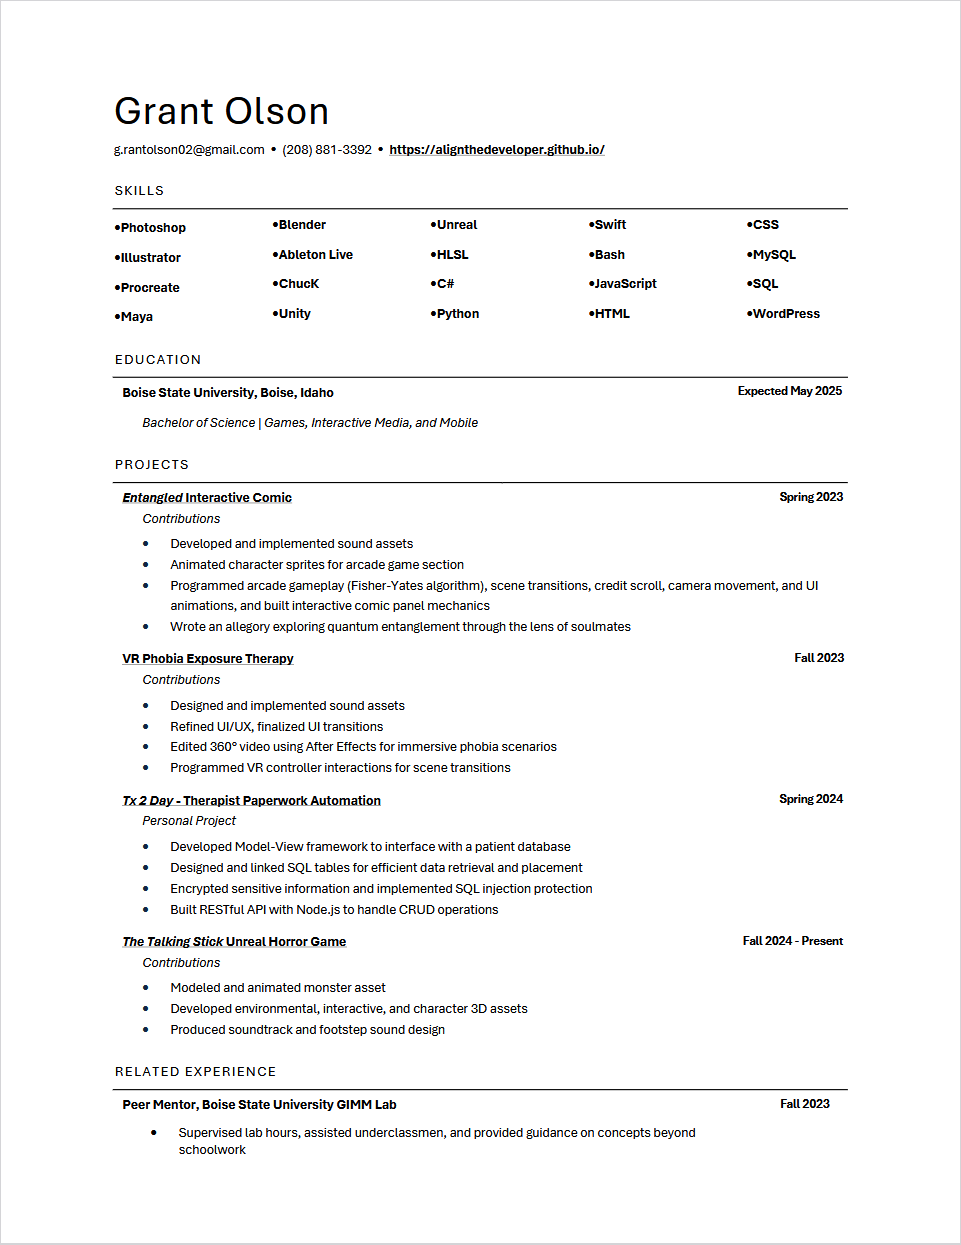 Grant Olson
g.rantolson02@gmail.com • (208) 881-3392 • https://alignthedeveloper.github.io/
SKILLS
•Photoshop
•Illustrator
•Procreate
•Maya
•Blender
•Ableton Live
•ChucK
•Unity
•Unreal
•HLSL
•C#
•Python
•Swift
•Bash
•JavaScript
•HTML
•CSS
•MySQL
•SQL
•WordPress
EDUCATION
Boise State University, Boise, Idaho Expected May 2025
Bachelor of Science | Games, Interactive Media, and Mobile
PROJECTS
Entangled Interactive Comic Spring 2023
Contributions
• Developed and implemented sound assets
• Animated character sprites for arcade game section
• Programmed arcade gameplay (Fisher-Yates algorithm), scene transitions, credit scroll, camera movement, and UI
animations, and built interactive comic panel mechanics
• Wrote an allegory exploring quantum entanglement through the lens of soulmates
VR Phobia Exposure Therapy Fall 2023
Contributions
• Designed and implemented sound assets
• Refined UI/UX, finalized UI transitions
• Edited 360° video using After Effects for immersive phobia scenarios
• Programmed VR controller interactions for scene transitions
Tx 2 Day - Therapist Paperwork Automation Spring 2024
Personal Project
• Developed Model-View framework to interface with a patient database
• Designed and linked SQL tables for efficient data retrieval and placement
• Encrypted sensitive information and implemented SQL injection protection
• Built RESTful API with Node.js to handle CRUD operations
The Talking Stick Unreal Horror Game Fall 2024 - Present
Contributions
• Modeled and animated monster asset
• Developed environmental, interactive, and character 3D assets
• Produced soundtrack and footstep sound design
RELATED EXPERIENCE
Peer Mentor, Boise State University GIMM Lab Fall 2023
• Supervised lab hours, assisted underclassmen, and provided guidance on concepts beyond
schoolwork